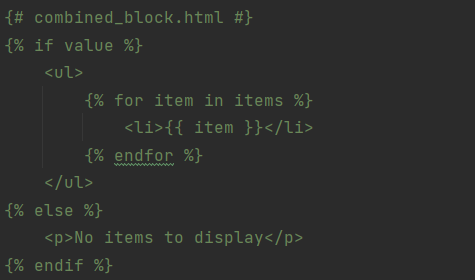 {# combined_block.html #}
{% if value %}
    <ul>
        {% for item in items %}
            <li>{{ item }}</li>
        {% endfor %}
    </ul>
{% else %}
    <p>No items to display</p>
{% endif %}